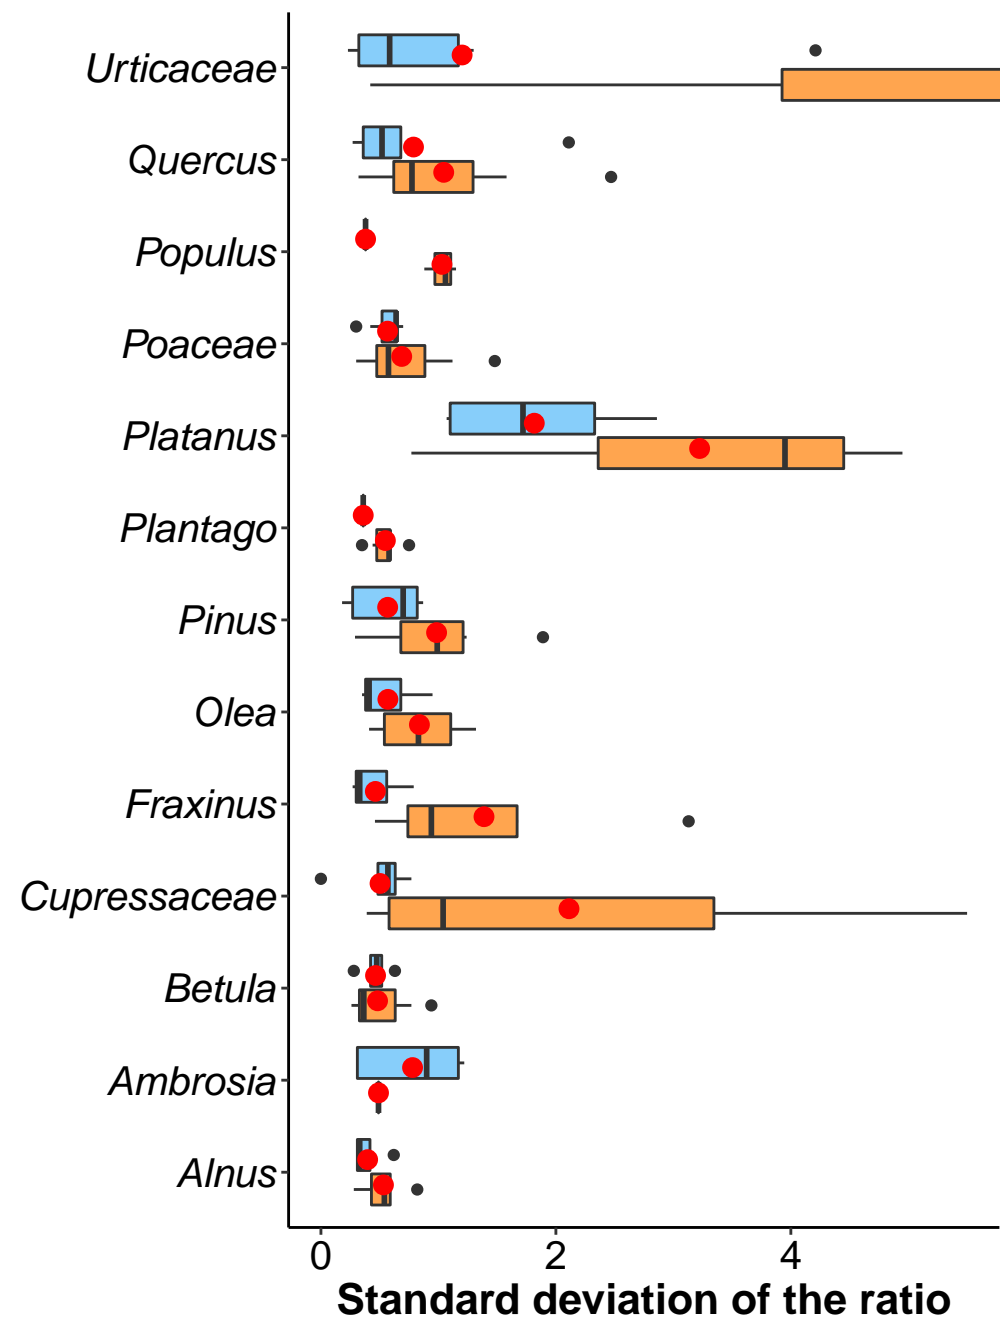 Urticaceae
Quercus
Populus
Poaceae
Platanus
Plantago
Pinus
Olea
Fraxinus
Cupressaceae
Betula
Ambrosia
Alnus
0 2 4
Standard deviation of the ratio